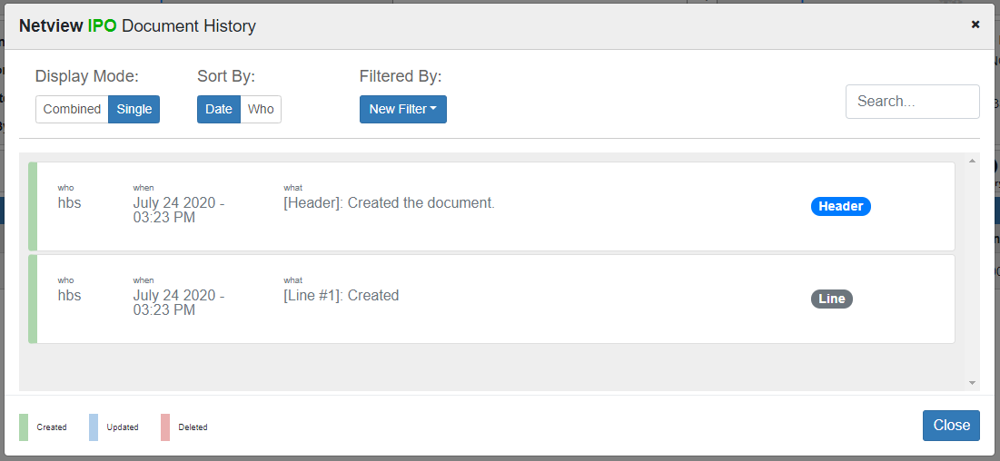 Netview IPO Document History
×
Display Mode:
Sort By:
Filtered By:
Combined
Single
Date
Who
New Filter
Search...
who
when
what
hbs
July 24 2020 -
03:23 PM
[Header]: Created the document.
Header
who
when
what
hbs
July 24 2020 -
03:23 PM
[Line #1]: Created
Line
Created
Updated
Deleted
Close